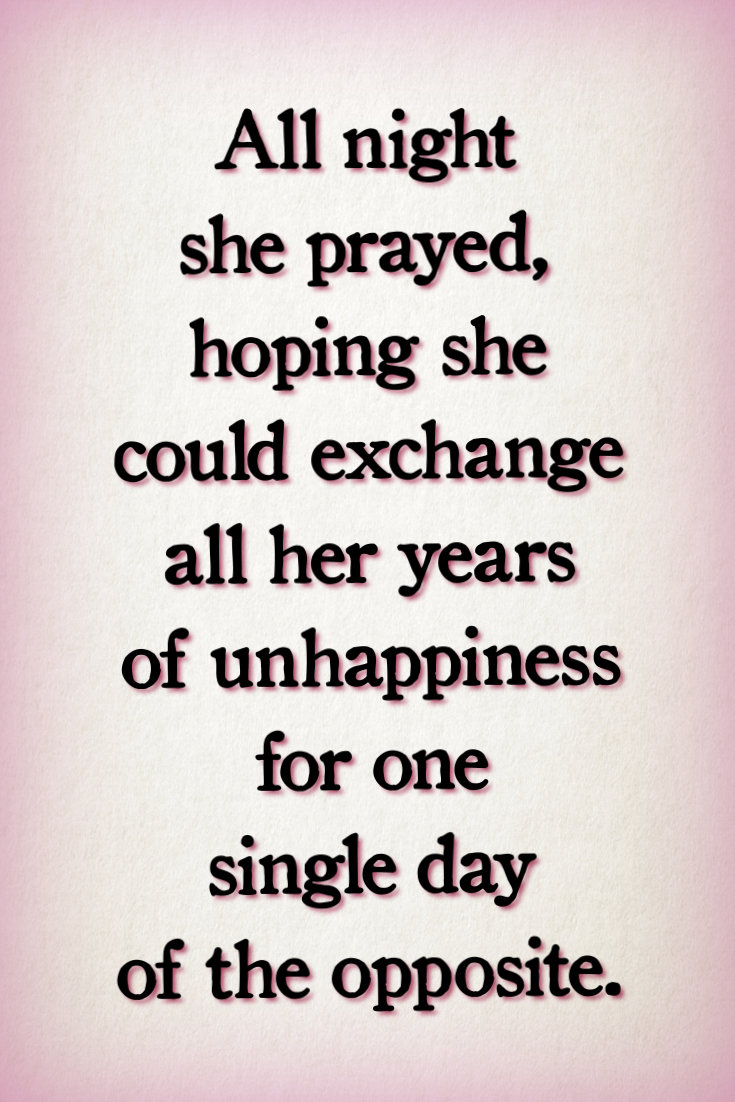 All night
she prayed,
hoping she
could exchange
all her years
of unhappiness
for one
single day
of the opposite.